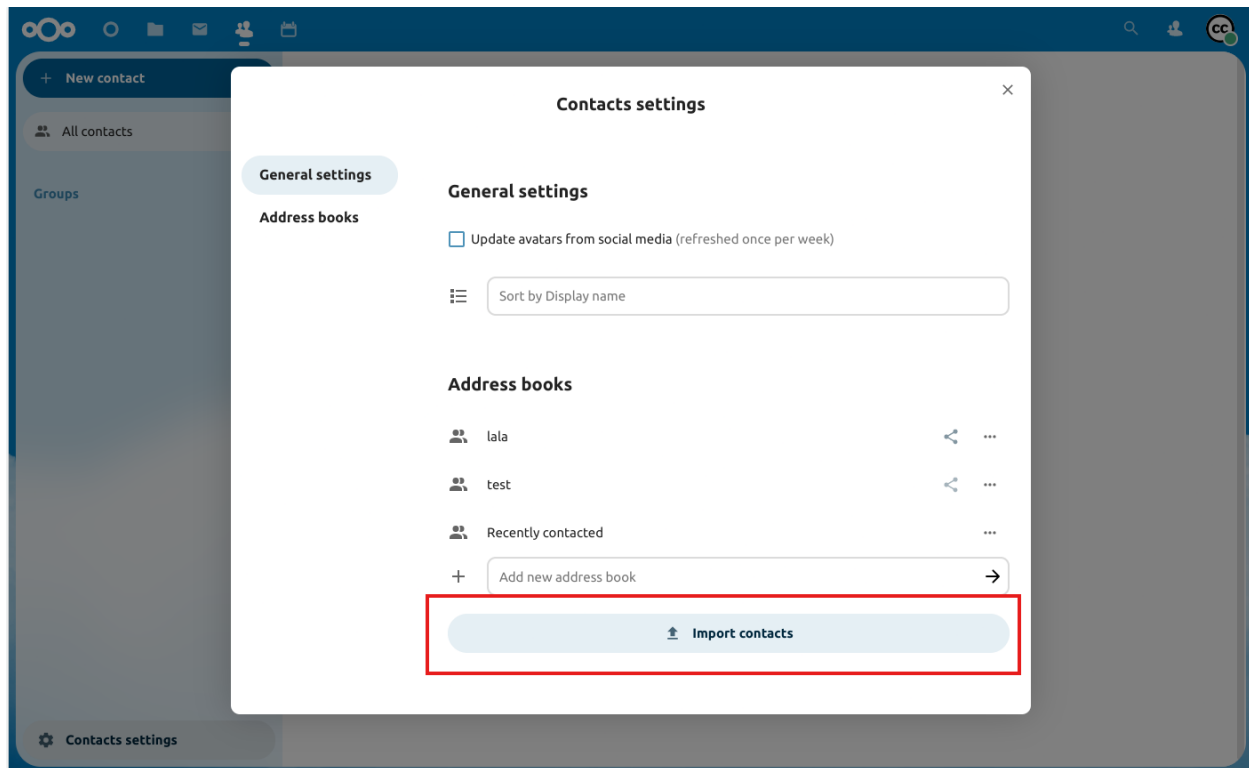 CC
New contact
Contacts settings
All contacts
General settings
General settings
Groups
Address books
Update avatars from social media (refreshed once per week)
Sort by Display name
Address books
lala
test
Recently contacted
Add new address book
Import contacts
Contacts settings